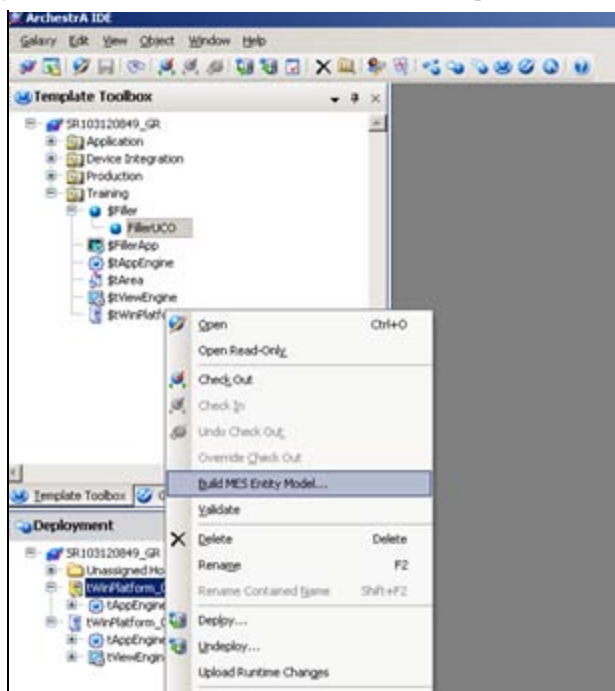 ArchestrA IDE
Galaxy Edit View Object Window Help
Template Toolbox
SR103120849_GR
Application
Device Integration
Production
Training
$Filler
FillerUCO
$FillerApp
$tAppEngine
$tArea
$tViewEngine
$tWinPlatf
Open Ctrl+O
Open Read-Only
Check Out
Check In
Undo Check Out
Override Check Out
Build MES Entity Model...
Validate
Delete Delete
Rename F2
Rename Contained Name Shift+F2
Deploy...
Undeploy...
Upload Runtime Changes
Template Toolbox
Deployment
SR103120849_GR
Unassigned Ho
tWinPlatform_0
tAppEngine
tWinPlatform_0
tAppEngine
tViewEngin